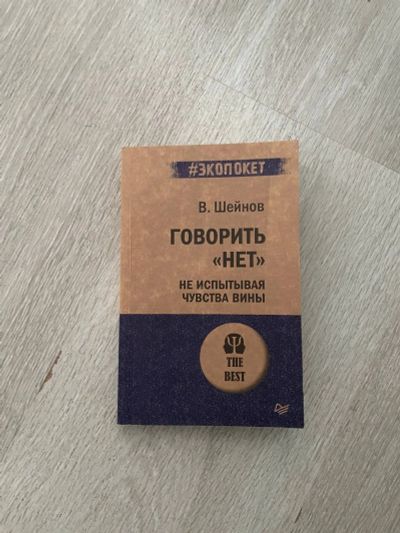 #ЭКОПОКЕТ
В. Шейнов
ГОВОРИТЬ
«НЕТ»
НЕ ИСПЫТЫВАЯ
ЧУВСТВА ВИНЫ
THE
BEST